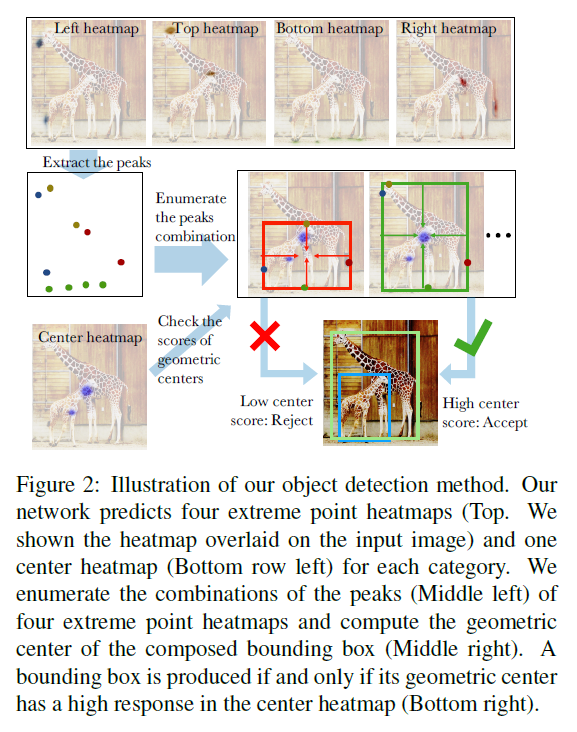 Left heatmap
Top heatmap
Bottom heatmap
Right heatmap
Extract the peaks
Enumerate
the peaks
combination
Center heatmap
Check the
scores of
geometric
centers
Low center
score: Reject
High center
score: Accept
Figure 2: Illustration of our object detection method. Our
network predicts four extreme point heatmaps (Top. We
shown the heatmap overlaid on the input image) and one
center heatmap (Bottom row left) for each category. We
enumerate the combinations of the peaks (Middle left) of
four extreme point heatmaps and compute the geometric
center of the composed bounding box (Middle right). A
bounding box is produced if and only if its geometric center
has a high response in the center heatmap (Bottom right).